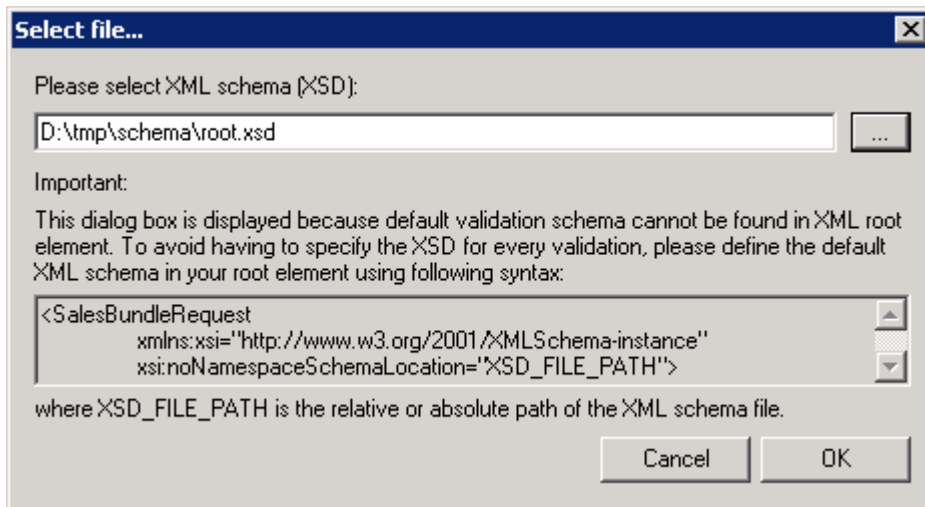 Select file...
Please select XML schema (XSD):
D:\tmp\schema\root.xsd
...
Important:
This dialog box is displayed because default validation schema cannot be found in XML root
element. To avoid having to specify the XSD for every validation, please define the default
XML schema in your root element using following syntax:
<SalesBundleRequest
xmlns:xsi="http://www.w3.org/2001/XMLSchema-instance"
xsi:noNamespaceSchemaLocation="XSD_FILE_PATH">
where XSD_FILE_PATH is the relative or absolute path of the XML schema file.
Cancel
OK